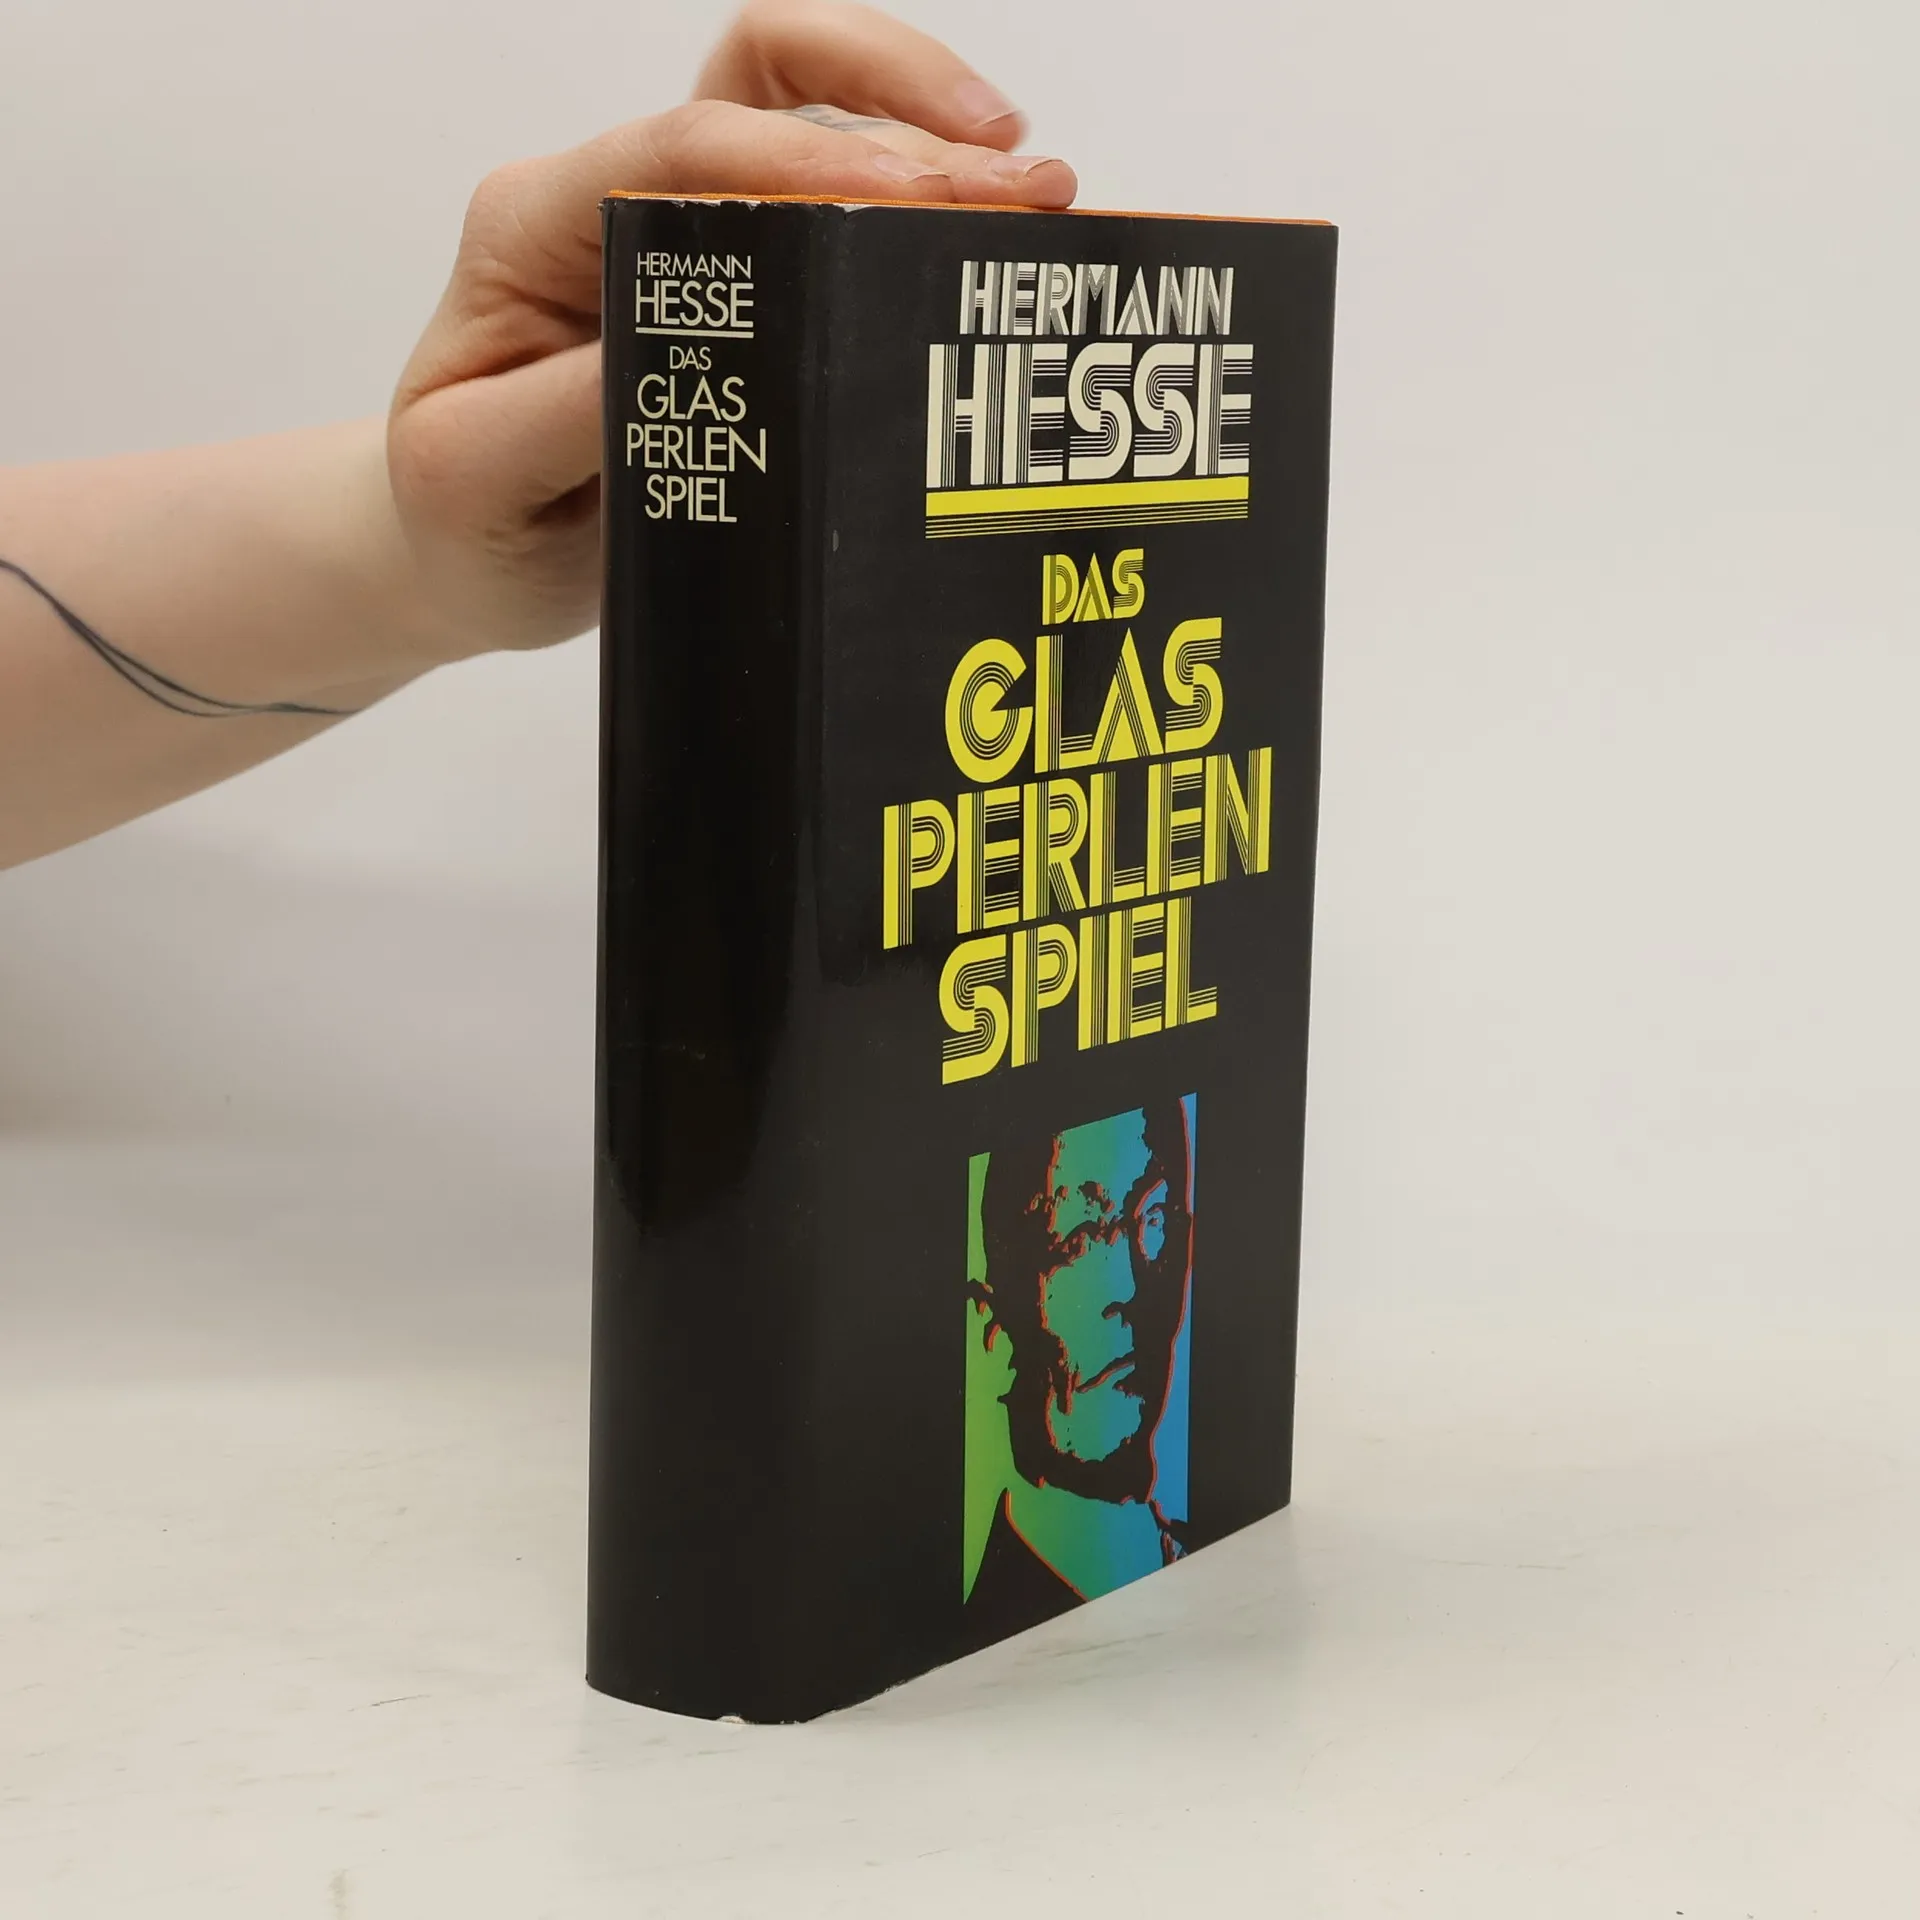 HERMANN
HESSE
DAS
GLAS
PERLEN
SPIEL
HERMANN
HESSE
DAS
GLAS
PERLEN
SPIEL